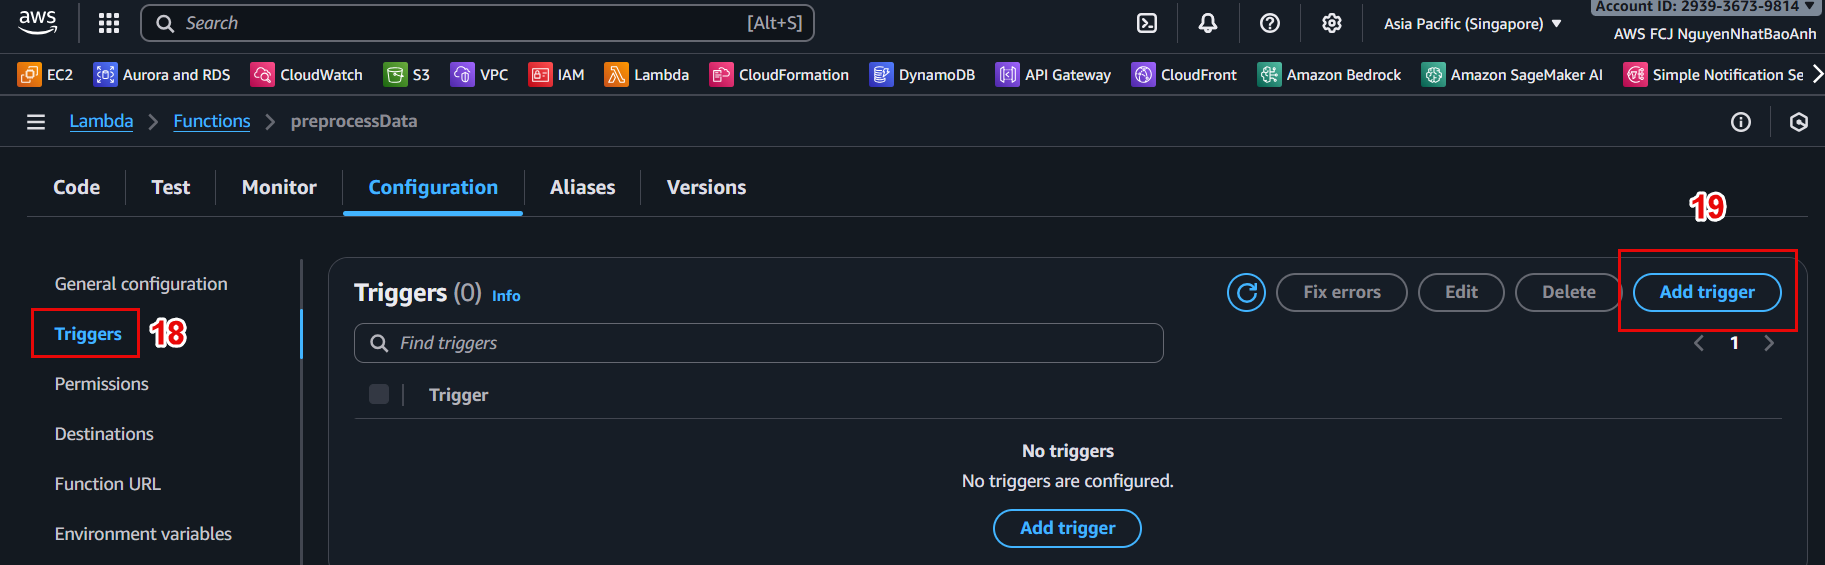 aws
Search [Alt+S]
Asia Pacific (Singapore) ▼
Account ID: 2939-3673-9814 ▼
AWS FCJ NguyenNhatBaoAnh
EC2 Aurora and RDS CloudWatch S3 VPC IAM Lambda CloudFormation DynamoDB API Gateway CloudFront Amazon Bedrock Amazon SageMaker AI Simple Notification Se
Lambda > Functions > preprocessData
Code Test Monitor Configuration Aliases Versions
19
General configuration
Triggers 18
Permissions
Destinations
Function URL
Environment variables
Triggers (0) Info
Fix errors Edit Delete Add trigger
Find triggers
1
Trigger
No triggers
No triggers are configured.
Add trigger